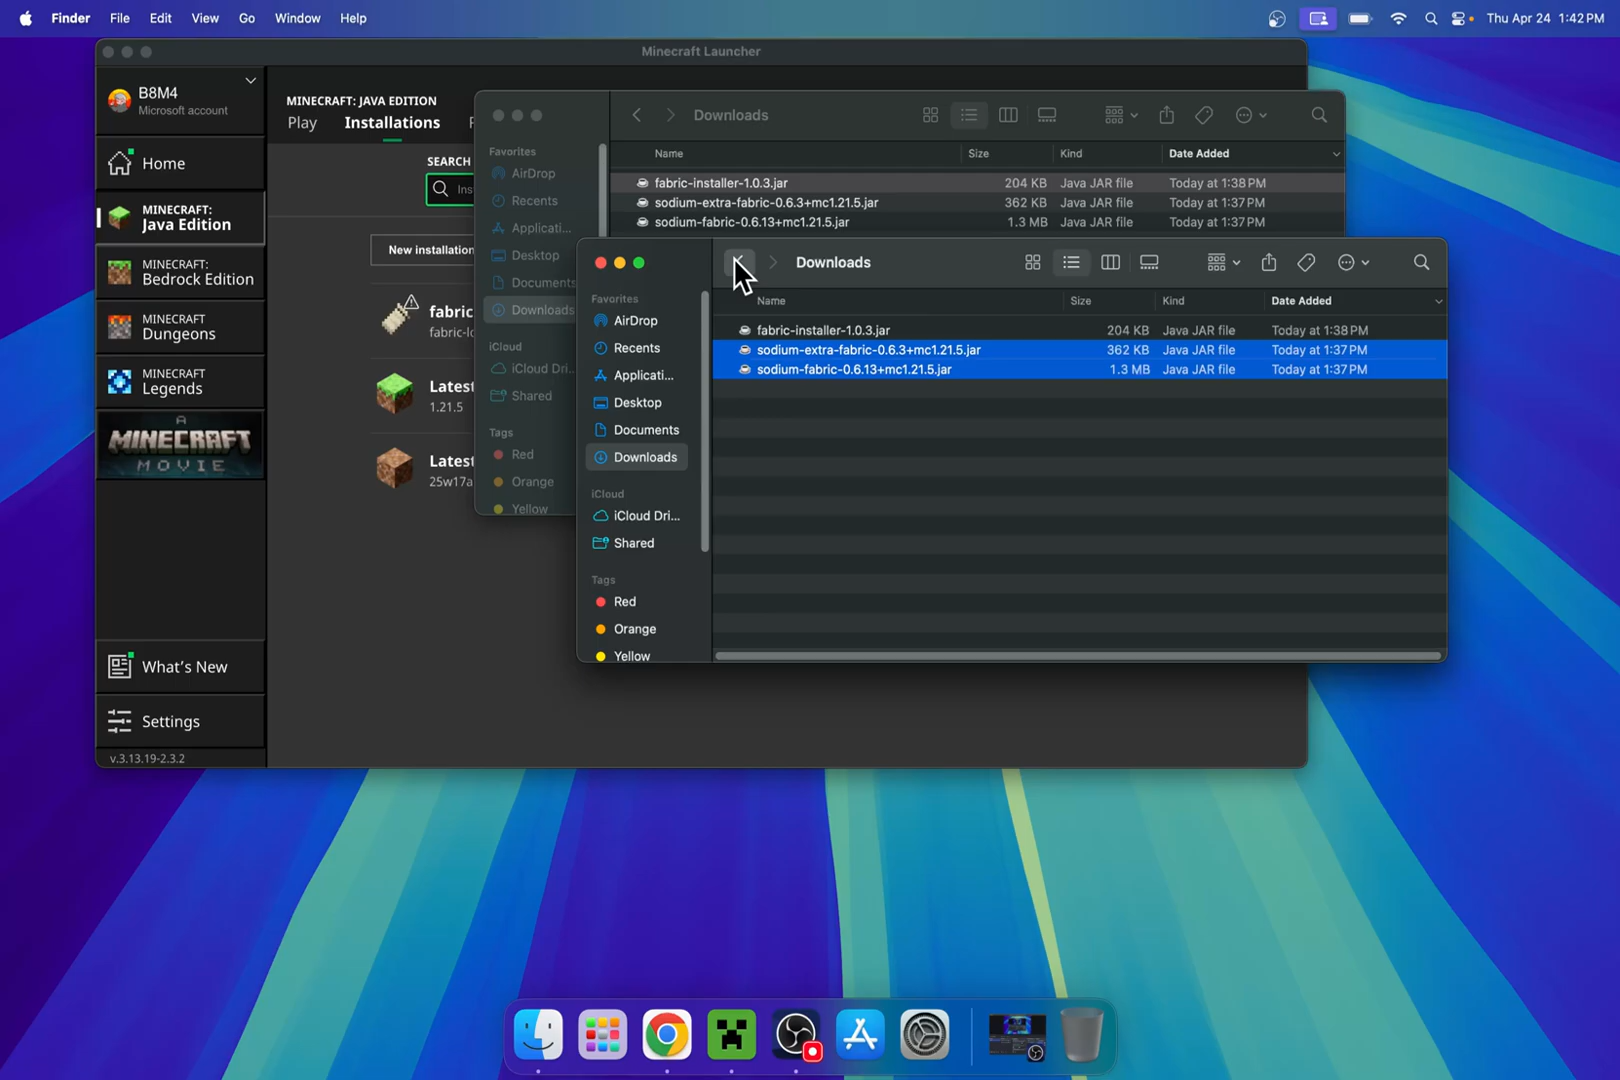 Finder File Edit View Go Window Help
Thu Apr 24 1:42 PM
Minecraft Launcher
B8M4
Microsoft account
Home
MINECRAFT:
Java Edition
MINECRAFT:
Bedrock Edition
MINECRAFT
Dungeons
MINECRAFT
Legends
A
MINECRAFT
MOVIE
What's New
Settings
v.3.13.19-2.3.2
MINECRAFT: JAVA EDITION
Play Installations
SEARCH
Ins
New installation
fabric
fabric-lo
Latest
1.21.5
Latest
25w17a
Downloads
Favorites
AirDrop
Recents
Applicati...
Desktop
Documents
Downloads
iCloud
iCloud Dri...
Shared
Tags
Red
Orange
Yellow
Name Size Kind Date Added
fabric-installer-1.0.3.jar 204 KB Java JAR file Today at 1:38 PM
sodium-extra-fabric-0.6.3+mc1.21.5.jar 362 KB Java JAR file Today at 1:37 PM
sodium-fabric-0.6.13+mc1.21.5.jar 1.3 MB Java JAR file Today at 1:37 PM
Downloads
Favorites
AirDrop
Recents
Applicati...
Desktop
Documents
Downloads
iCloud
iCloud Dri...
Shared
Tags
Red
Orange
Yellow
Name Size Kind Date Added
fabric-installer-1.0.3.jar 204 KB Java JAR file Today at 1:38 PM
sodium-extra-fabric-0.6.3+mc1.21.5.jar 362 KB Java JAR file Today at 1:37 PM
sodium-fabric-0.6.13+mc1.21.5.jar 1.3 MB Java JAR file Today at 1:37 PM